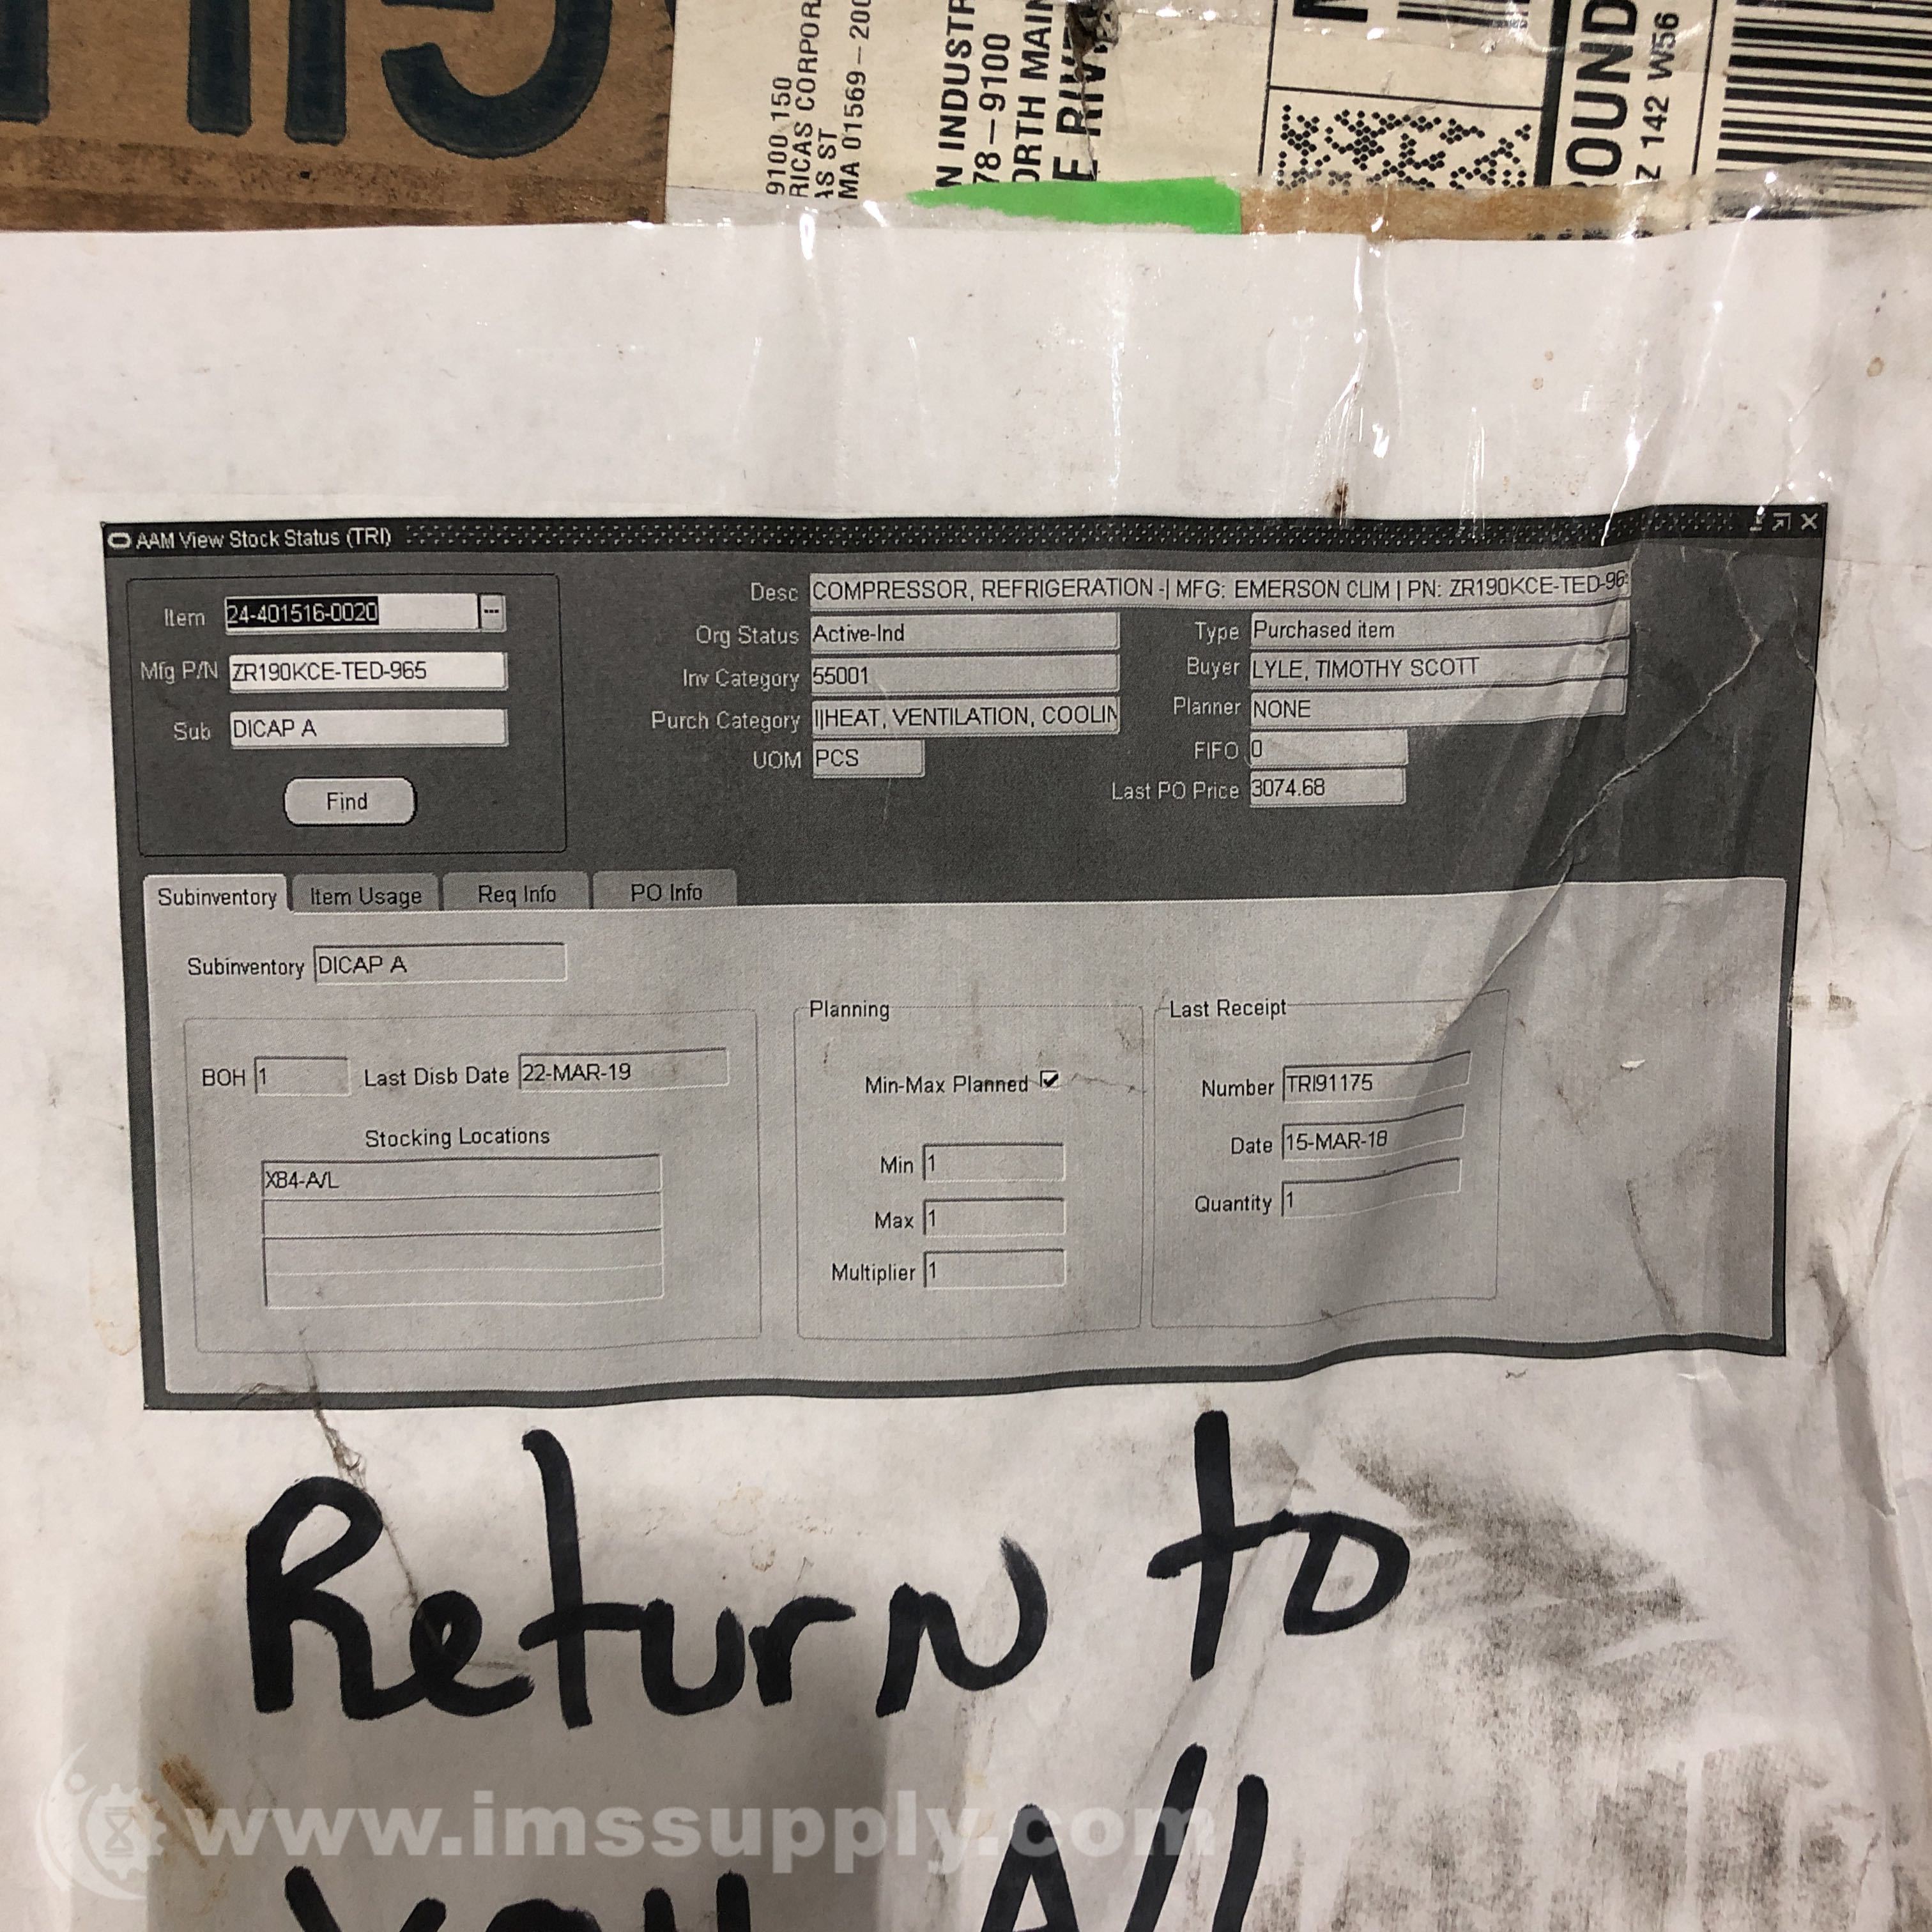 9100 150
RICAS CORPOR
AS ST
MA 01569-200
N INDUSTR
78-9100
ORTH MAIN
E RIV
OUND
Z 142 W56
AAM View Stock Status (TRI)
Item 24-401516-0020
Mfg P/N ZR190KCE-TED-965
Sub DICAP A
Find
Desc COMPRESSOR, REFRIGERATION -| MFG: EMERSON CLIM | PN: ZR190KCE-TED-96
Org Status Active-Ind
Type Purchased item
Inv Category 55001
Buyer LYLE, TIMOTHY SCOTT
Purch Category I|HEAT, VENTILATION, COOLIN
Planner NONE
UOM PCS
FIFO 0
Last PO Price 3074.68
Subinventory Item Usage Req Info PO Info
Subinventory DICAP A
BOH 1 Last Disb Date 22-MAR-19
Stocking Locations
XB4-A/L
Planning
Min-Max Planned
Min 1
Max 1
Multiplier 1
Last Receipt
Number TRI91175
Date 15-MAR-18
Quantity 1
Return to
www.imssupply.com